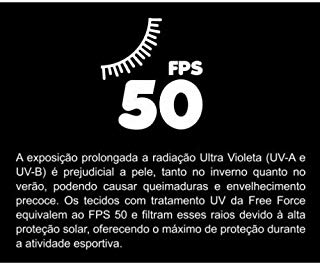 FPS
50
A exposição prolongada a radiação Ultra Violeta (UV-A e
UV-B) é prejudicial a pele, tanto no inverno quanto no
verão, podendo causar queimaduras e envelhecimento
precoce. Os tecidos com tratamento UV da Free Force
equivalem ao FPS 50 e filtram esses raios devido à alta
proteção solar, oferecendo o máximo de proteção durante
a atividade esportiva.